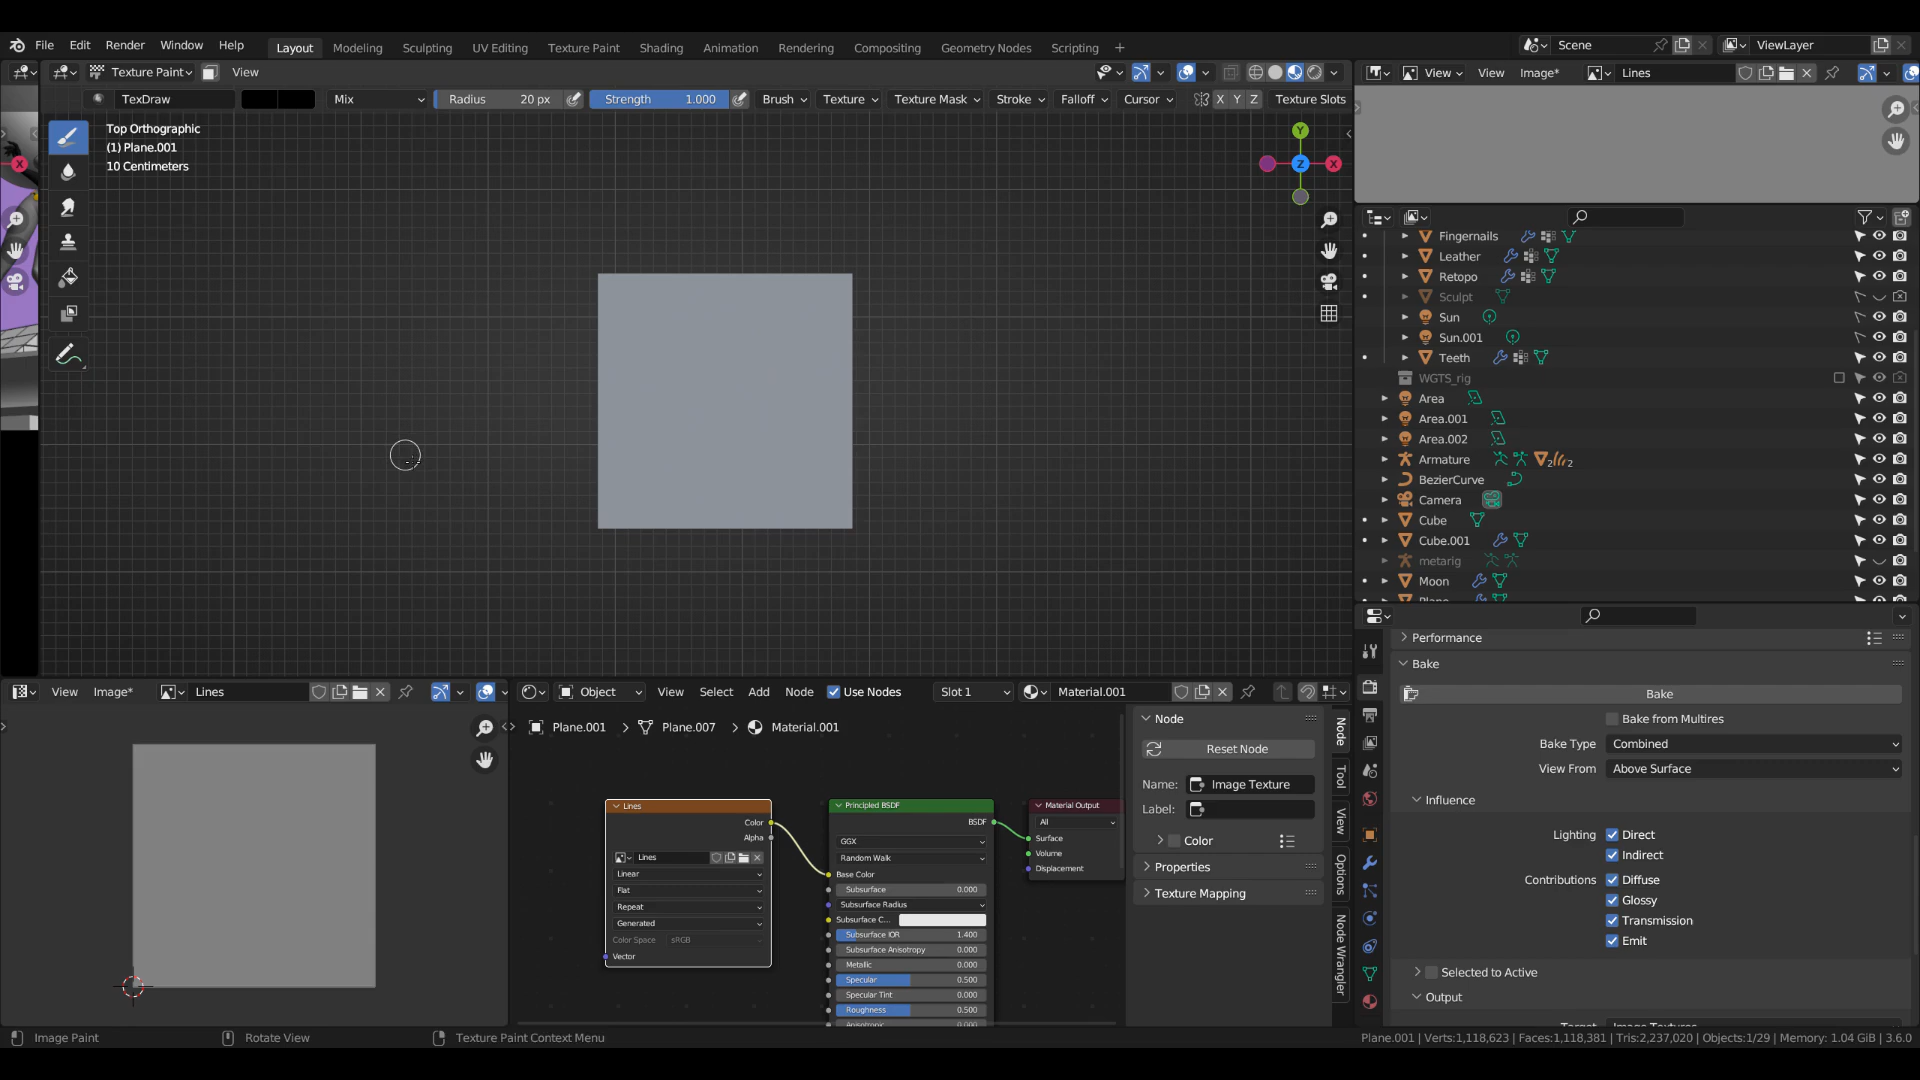 File Edit Render Window Help Layout Modeling Sculpting UV Editing Texture Paint Shading Animation Rendering Compositing Geometry Nodes Scripting + Scene ViewLayer
Texture Paint View View View Image* Lines
TexDraw Mix Radius 20 px Strength 1.000 Brush Texture Texture Mask Stroke Falloff Cursor X Y Z Texture Slots
Top Orthographic
(1) Plane.001
10 Centimeters
Y
X Z X
Fingernails
Leather
Retopo
Sculpt
Sun
Sun.001
Teeth
WGTS_rig
Area
Area.001
Area.002
Armature 2 2
BezierCurve
Camera
Cube
Cube.001
metarig
Moon
Plane
Performance
Bake
Bake
Bake from Multires
Bake Type Combined
View From Above Surface
Influence
Lighting Direct
Indirect
Contributions Diffuse
Glossy
Transmission
Emit
Selected to Active
Output
Target Image Textures
View Image* Lines
Object View Select Add Node Use Nodes Slot 1 Material.001
Plane.001 > Plane.007 > Material.001
Lines
Color
Alpha
Lines
Linear
Flat
Repeat
Generated
Color Space sRGB
Vector
Principled BSDF
BSDF
GGX
Random Walk
Base Color
Subsurface 0.000
Subsurface Radius
Subsurface C...
Subsurface IOR 1.400
Subsurface Anisotropy 0.000
Metallic 0.000
Specular 0.500
Specular Tint 0.000
Roughness 0.500
Anisotropic 0.000
Material Output
All
Surface
Volume
Displacement
Node
Reset Node
Name: Image Texture
Label:
Color
Properties
Texture Mapping
Node
Tool
View
Options
Node Wrangler
Image Paint Rotate View Texture Paint Context Menu Plane.001 | Verts:1,118,623 | Faces:1,118,381 | Tris:2,237,020 | Objects:1/29 | Memory: 1.04 GiB | 3.6.0